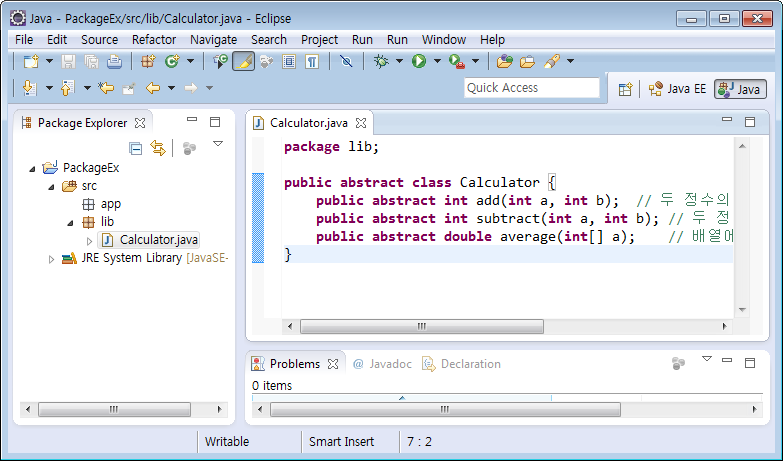 Java - PackageEx/src/lib/Calculator.java - Eclipse
File Edit Source Refactor Navigate Search Project Run Run Window Help
Quick Access
Java EE
Java
Package Explorer
PackageEx
src
app
lib
Calculator.java
JRE System Library [JavaSE-
Calculator.java
package lib;
public abstract class Calculator {
public abstract int add(int a, int b); // 두 정수의
public abstract int subtract(int a, int b); // 두 정
public abstract double average(int[] a); // 배열에
}
Problems @ Javadoc Declaration
0 items
Writable Smart Insert 7 : 2